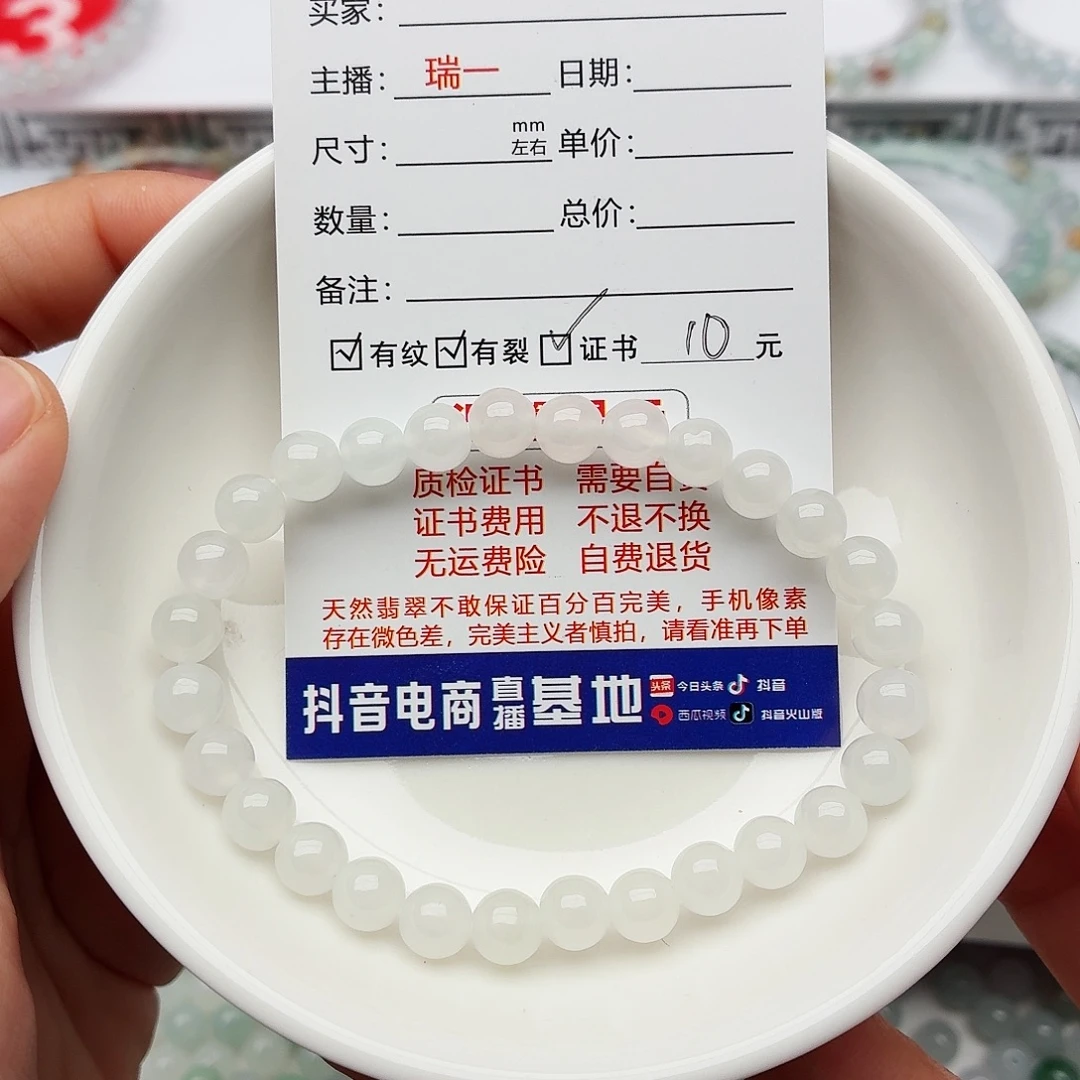 3
买家：
主播： 瑞一 日期：
尺寸： mm左右 单价：
数量： 总价：
备注：
有纹 有裂 证书 10 元
质检证书 需要自
证书费用 不退不换
无运费险 自费退货
天然翡翠不敢保证百分百完美，手机像素
存在微色差，完美主义者慎拍，请看准再下单
抖音电商直播基地 头条 今日头条 抖音
西瓜视频 抖音火山版